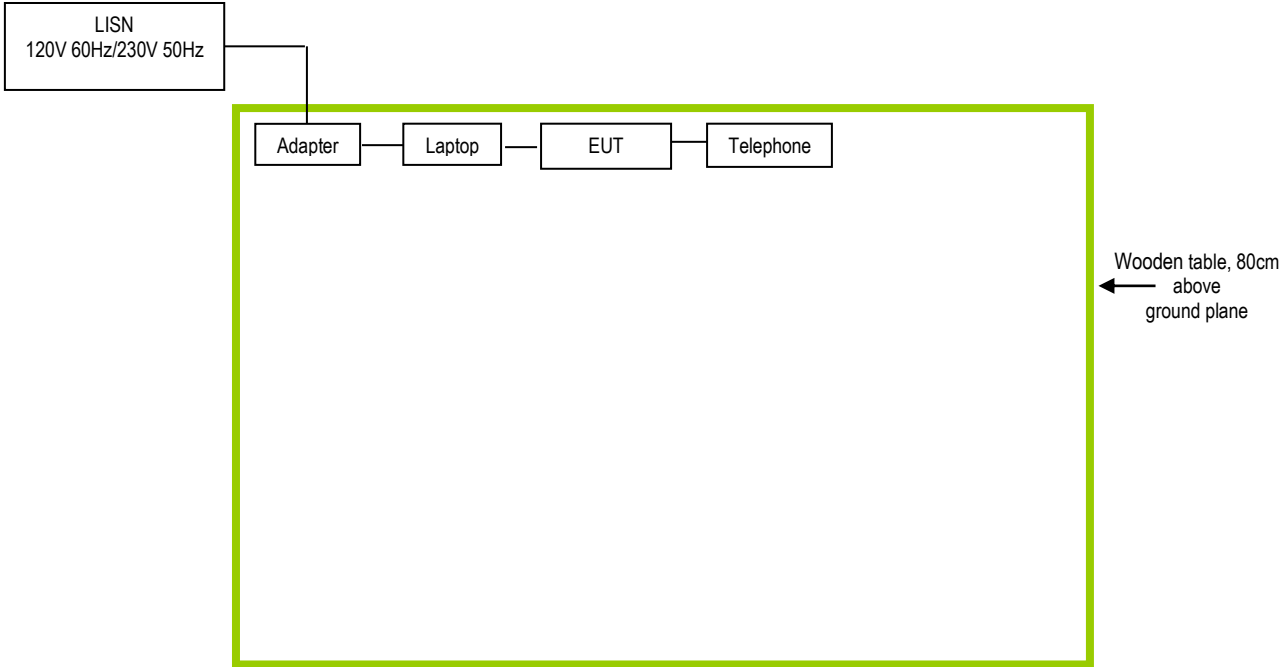 LISN
120V 60Hz/230V 50Hz
Adapter
Laptop
EUT
Telephone
Wooden table, 80cm
above
ground plane